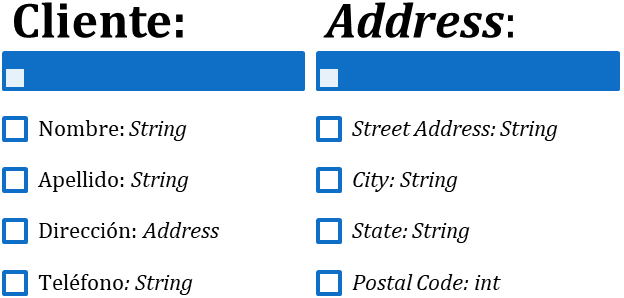 Cliente:
Nombre: String
Apellido: String
Dirección: Address
Teléfono: String
Address:
Street Address: String
City: String
State: String
Postal Code: int